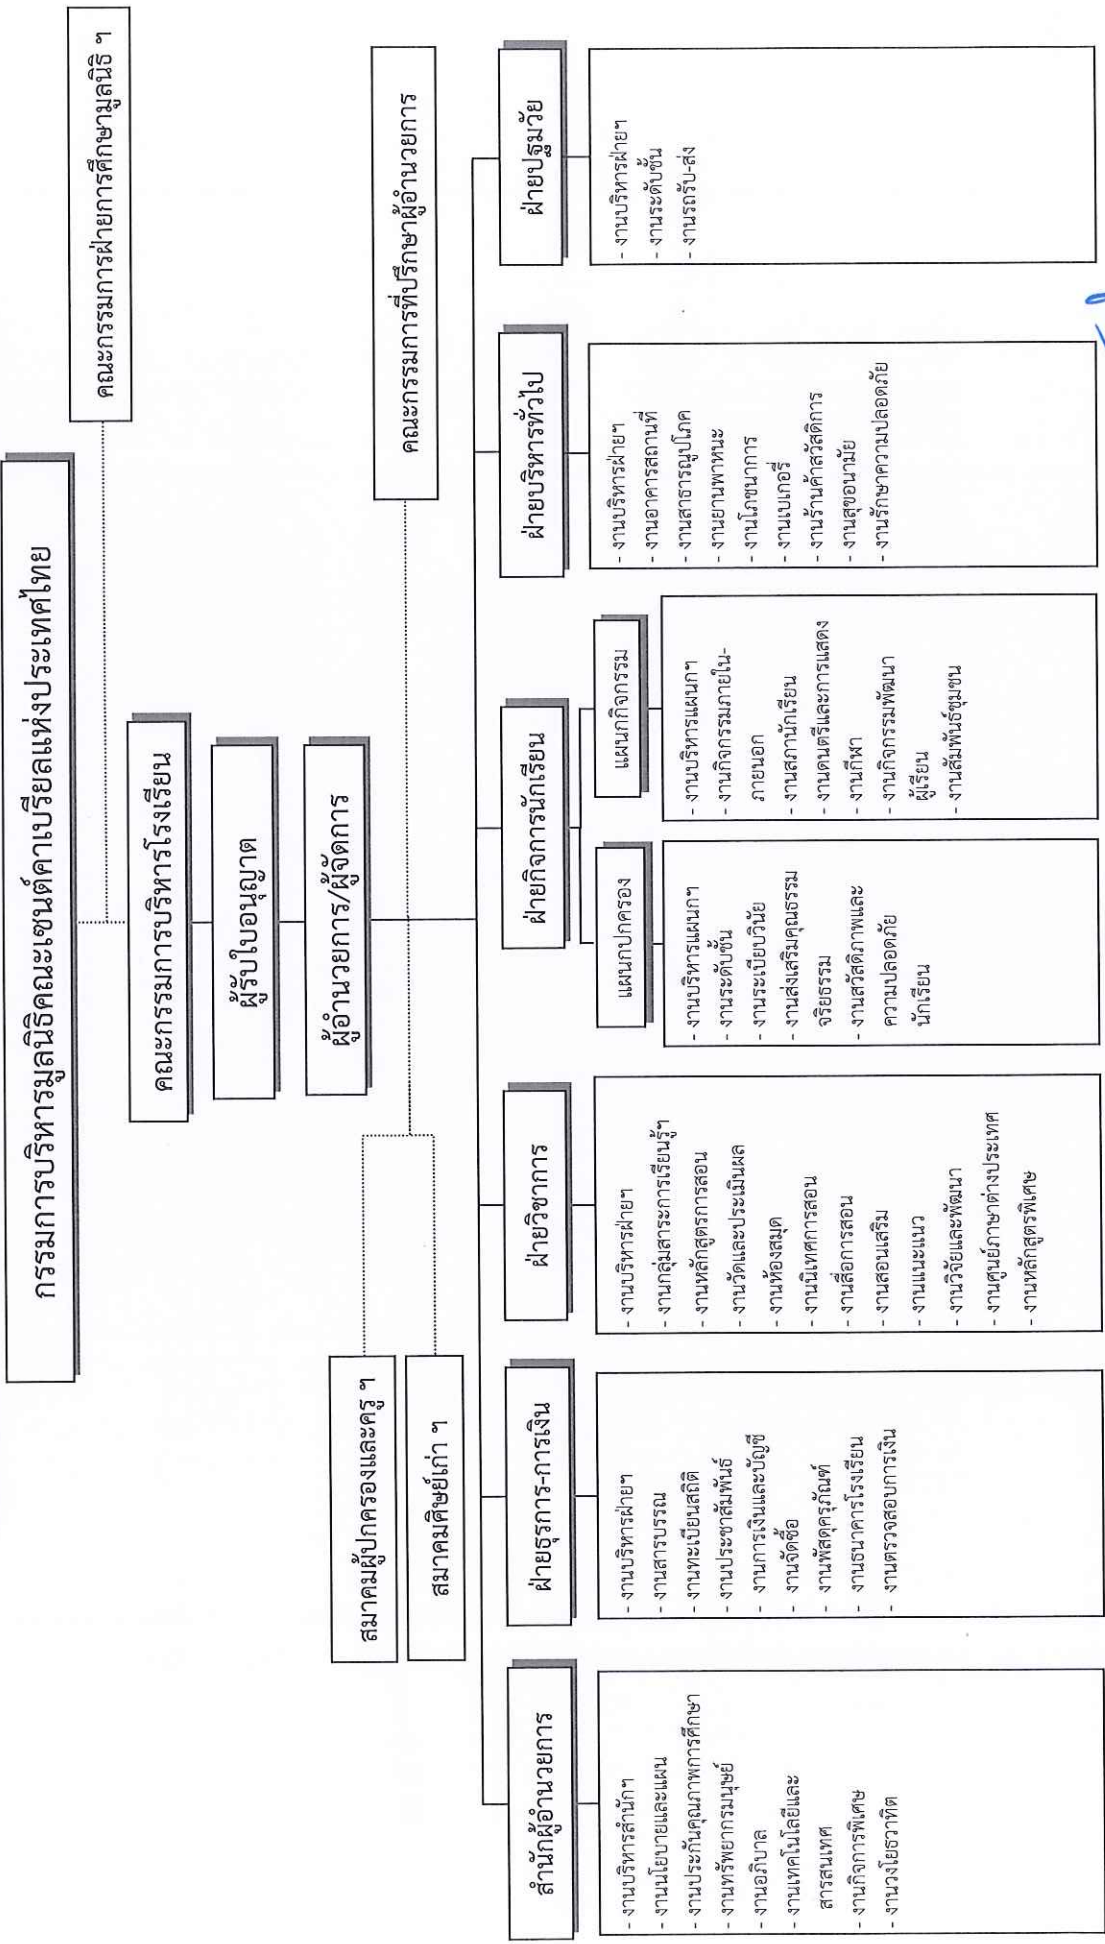 กรรมการบริหารมูลนิธิคณะเซนต์คาเบรียลแห่งประเทศไทย
คณะกรรมการฝ่ายการศึกษามูลนิธิ ฯ
คณะกรรมการบริหารโรงเรียน
ผู้รับใบอนุญาต
ผู้อำนวยการ/ผู้จัดการ
สมาคมผู้ปกครองและครู ฯ
สมาคมศิษย์เก่า ฯ
คณะกรรมการที่ปรึกษาผู้อำนวยการ
สำนักผู้อำนวยการ
- งานบริหารสำนักฯ
- งานนโยบายและแผน
- งานประกันคุณภาพการศึกษา
- งานทรัพยากรมนุษย์
- งานอภิบาล
- งานเทคโนโลยีและ
สารสนเทศ
- งานกิจการพิเศษ
- งานวงโยธวาทิต
ฝ่ายธุรการ-การเงิน
- งานบริหารฝ่ายฯ
- งานสารบรรณ
- งานทะเบียนสถิติ
- งานประชาสัมพันธ์
- งานการเงินและบัญชี
- งานจัดซื้อ
- งานพัสดุครุภัณฑ์
- งานธนาคารโรงเรียน
- งานตรวจสอบการเงิน
ฝ่ายวิชาการ
- งานบริหารฝ่ายฯ
- งานกลุ่มสาระการเรียนรู้ฯ
- งานหลักสูตรการสอน
- งานวัดและประเมินผล
- งานห้องสมุด
- งานนิเทศการสอน
- งานสื่อการสอน
- งานสอนเสริม
- งานแนะแนว
- งานวิจัยและพัฒนา
- งานศูนย์ภาษาต่างประเทศ
- งานหลักสูตรพิเศษ
ฝ่ายกิจการนักเรียน
แผนกปกครอง
- งานบริหารแผนกฯ
- งานระดับชั้น
- งานระเบียบวินัย
- งานส่งเสริมคุณธรรม
จริยธรรม
- งานสวัสดิภาพและ
ความปลอดภัย
นักเรียน
แผนกกิจกรรม
- งานบริหารแผนกฯ
- งานกิจกรรมภายใน-
ภายนอก
- งานสภานักเรียน
- งานดนตรีและการแสดง
- งานกีฬา
- งานกิจกรรมพัฒนา
ผู้เรียน
- งานสัมพันธ์ชุมชน
ฝ่ายบริหารทั่วไป
- งานบริหารฝ่ายฯ
- งานอาคารสถานที่
- งานสาธารณูปโภค
- งานยานพาหนะ
- งานโภชนาการ
- งานเบเกอรี่
- งานร้านค้าสวัสดิการ
- งานสุขอนามัย
- งานรักษาความปลอดภัย
ฝ่ายปฐมวัย
- งานบริหารฝ่ายฯ
- งานระดับชั้น
- งานรถรับ-ส่ง